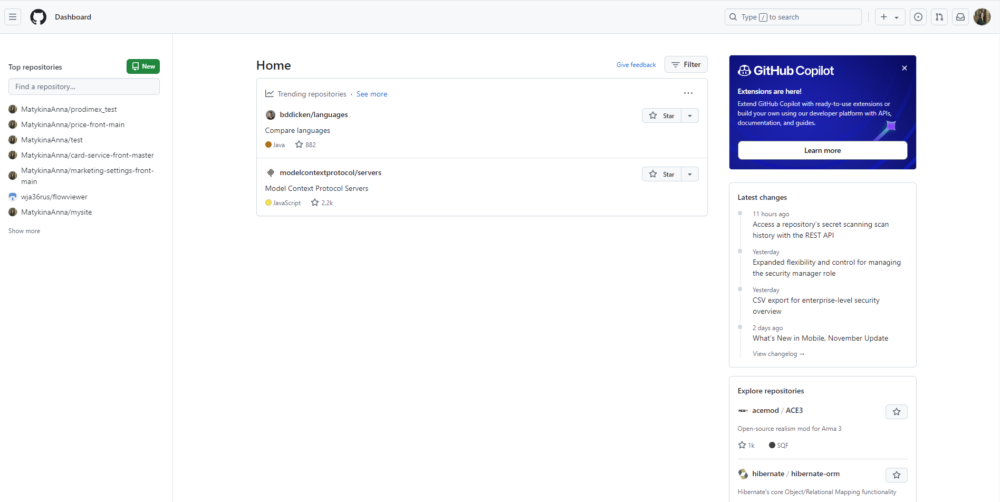 Dashboard
Type / to search
Top repositories
New
Find a repository...
MatykinaAnna/prodimex_test
MatykinaAnna/price-front-main
MatykinaAnna/test
MatykinaAnna/card-service-front-master
MatykinaAnna/marketing-settings-front-
main
wja36rus/flowviewer
MatykinaAnna/mysite
Show more
Home
Give feedback
Filter
Trending repositories · See more
bddicken/languages
Star
Compare languages
Java
882
modelcontextprotocol/servers
Star
Model Context Protocol Servers
JavaScript
2.2k
GitHub Copilot
Extensions are here!
Extend GitHub Copilot with ready-to-use extensions or
build your own using our developer platform with APIs,
documentation, and guides.
Learn more
Latest changes
11 hours ago
Access a repository’s secret scanning scan
history with the REST API
Yesterday
Expanded flexibility and control for managing
the security manager role
Yesterday
CSV export for enterprise-level security
overview
2 days ago
What’s New in Mobile, November Update
View changelog →
Explore repositories
acemod / ACE3
Open-source realism mod for Arma 3
1k
SQF
hibernate / hibernate-orm
Hibernate's core Object/Relational Mapping functionality